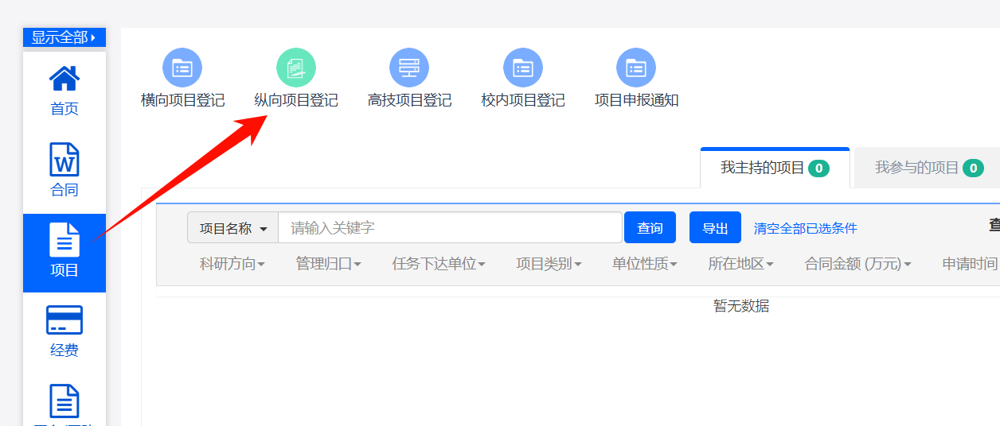 显示全部
首页
合同
项目
经费
横向项目登记
纵向项目登记
高技项目登记
校内项目登记
项目申报通知
我主持的项目 0
我参与的项目 0
项目名称
请输入关键字
查询
导出
清空全部已选条件
科研方向
管理归口
任务下达单位
项目类别
单位性质
所在地区
合同金额 (万元)
申请时间
暂无数据